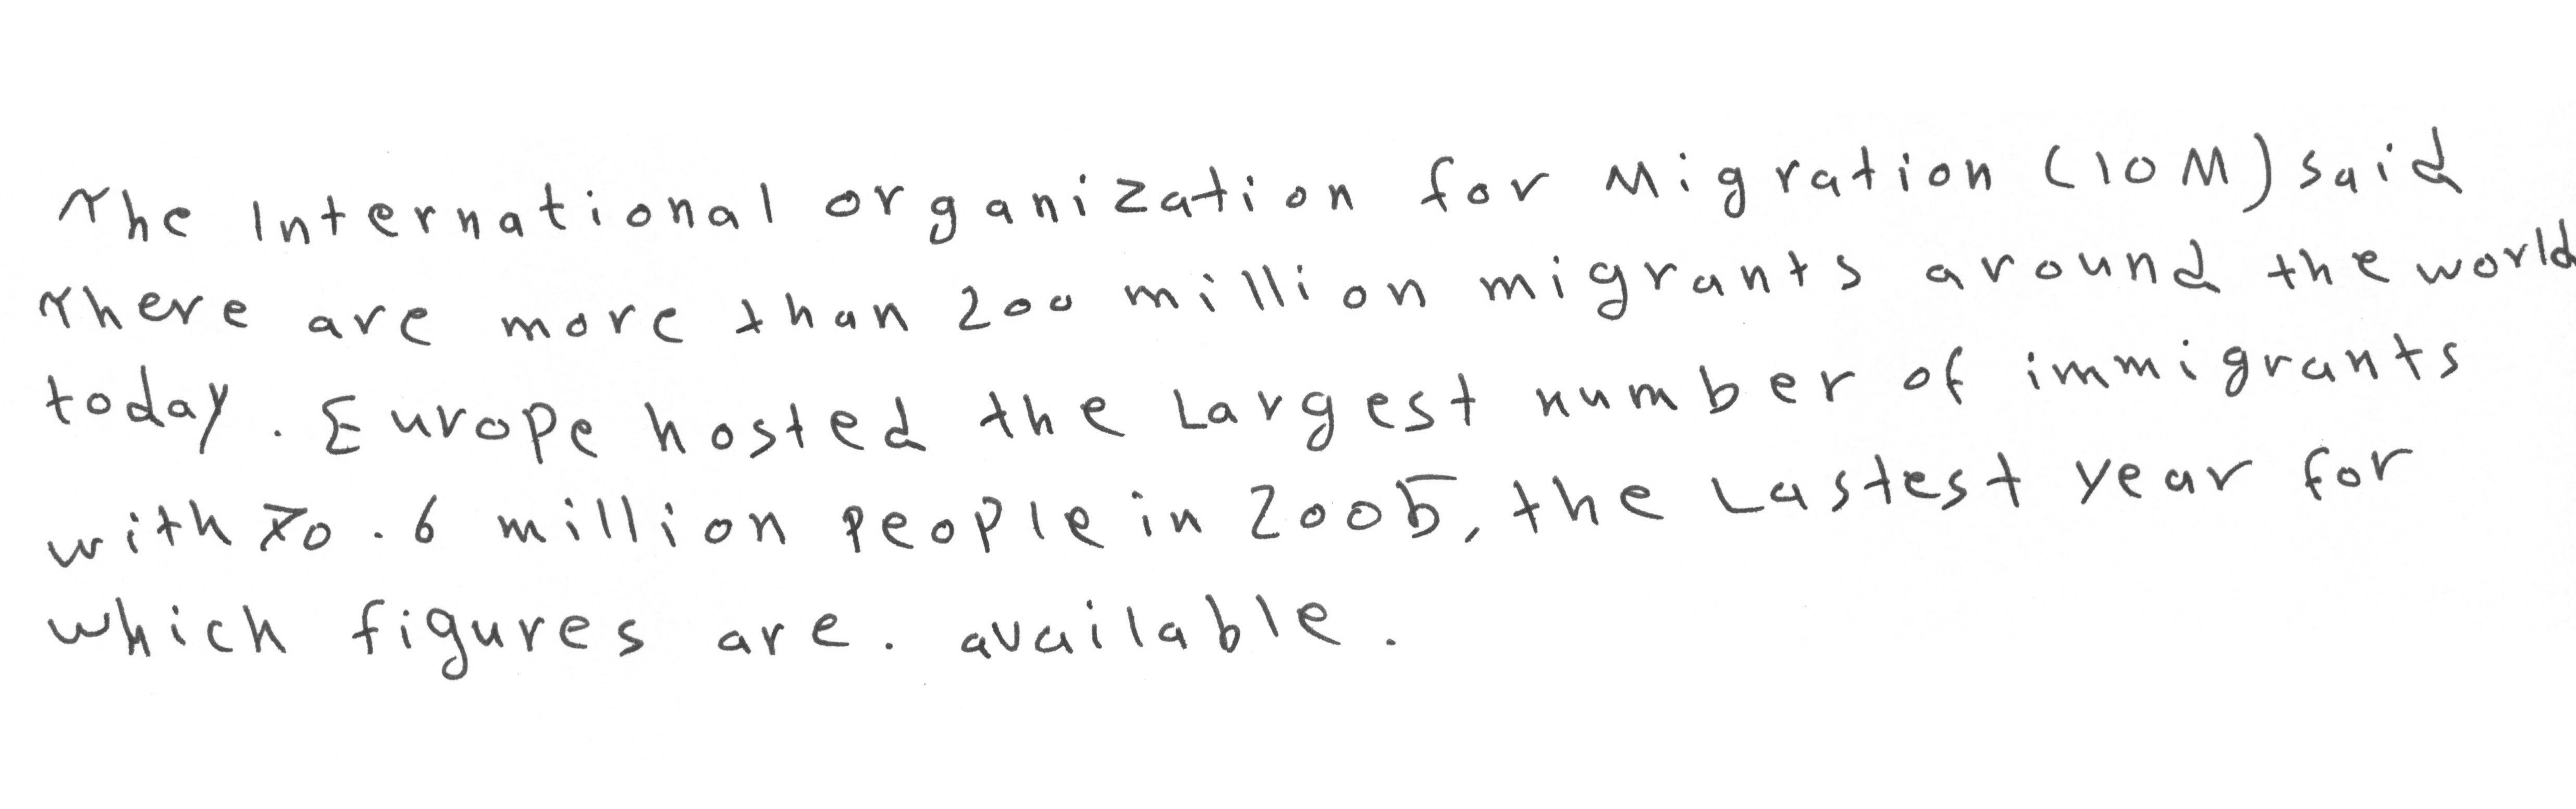 The International organization for Migration (IOM) said
There are more than 200 million migrants around the world
today. Europe hosted the Largest number of immigrants
with 70.6 million people in 2005, the Lastest year for
which figures are. available.